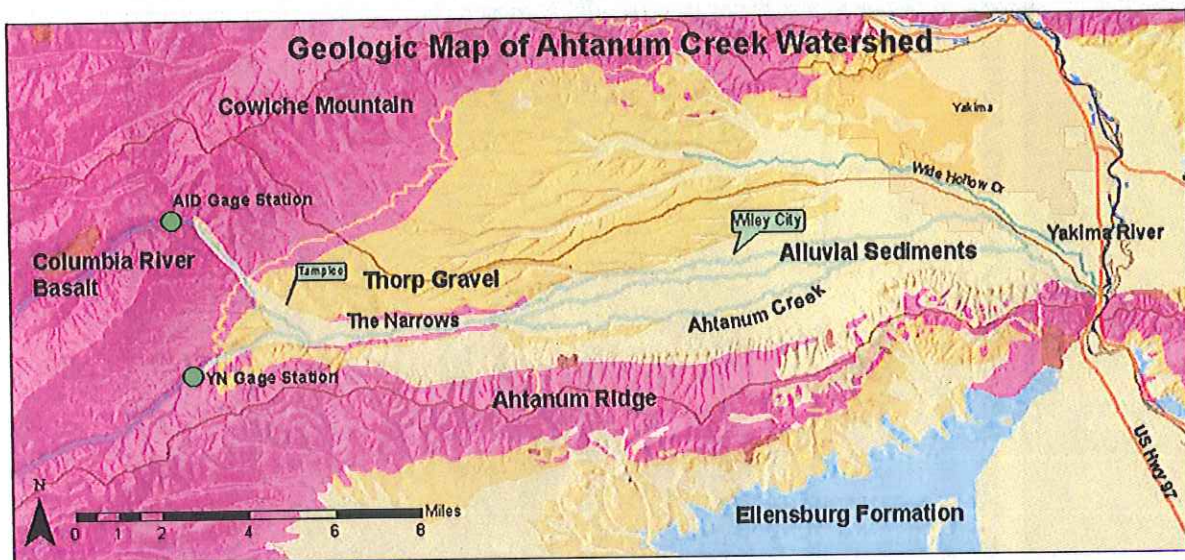 Geologic Map of Ahtanum Creek Watershed
Cowiche Mountain
Yakima
AID Gage Station
Wide Hollow Cr
Wiley City
Yakima River
Columbia River
Basalt
Tampico
Thorp Gravel
Alluvial Sediments
The Narrows
Ahtanum Creek
YN Gage Station
Ahtanum Ridge
US Hwy 97
N
Miles
0 1 2 4 6 8
Ellensburg Formation